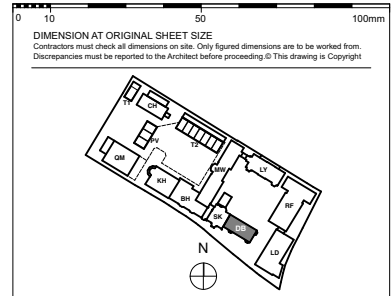 0 10 50 100mm
DIMENSION AT ORIGINAL SHEET SIZE
Contractors must check all dimensions on site. Only figured dimensions are to be worked from.
Discrepancies must be reported to the Architect before proceeding.© This drawing is Copyright
T1
CH
PV
T2
QM
MW
LY
KH
BH
RF
SK
DB
LD
N